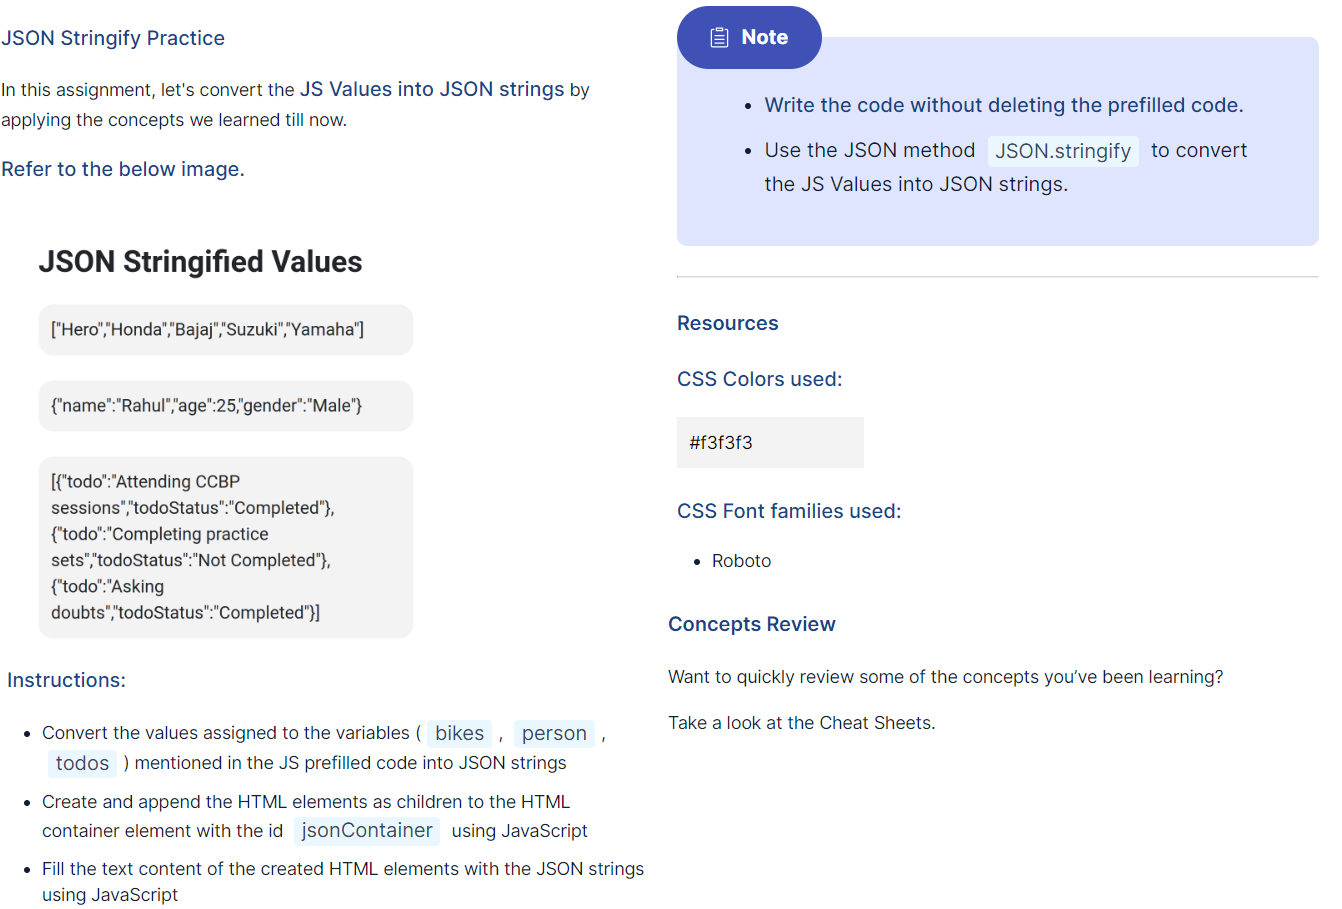 JSON Stringify Practice
In this assignment, let's convert the JS Values into JSON strings by
applying the concepts we learned till now.
Refer to the below image.
JSON Stringified Values
["Hero","Honda","Bajaj","Suzuki","Yamaha"]
{"name":"Rahul","age":25,"gender":"Male"}
[{"todo":"Attending CCBP
sessions","todoStatus":"Completed"},
{"todo":"Completing practice
sets","todoStatus":"Not Completed"},
{"todo":"Asking
doubts","todoStatus":"Completed"}]
Instructions:
• Convert the values assigned to the variables ( bikes , person ,
todos ) mentioned in the JS prefilled code into JSON strings
• Create and append the HTML elements as children to the HTML
container element with the id jsonContainer using JavaScript
• Fill the text content of the created HTML elements with the JSON strings
using JavaScript
Note
• Write the code without deleting the prefilled code.
• Use the JSON method JSON.stringify to convert
the JS Values into JSON strings.
Resources
CSS Colors used:
#f3f3f3
CSS Font families used:
• Roboto
Concepts Review
Want to quickly review some of the concepts you’ve been learning?
Take a look at the Cheat Sheets.